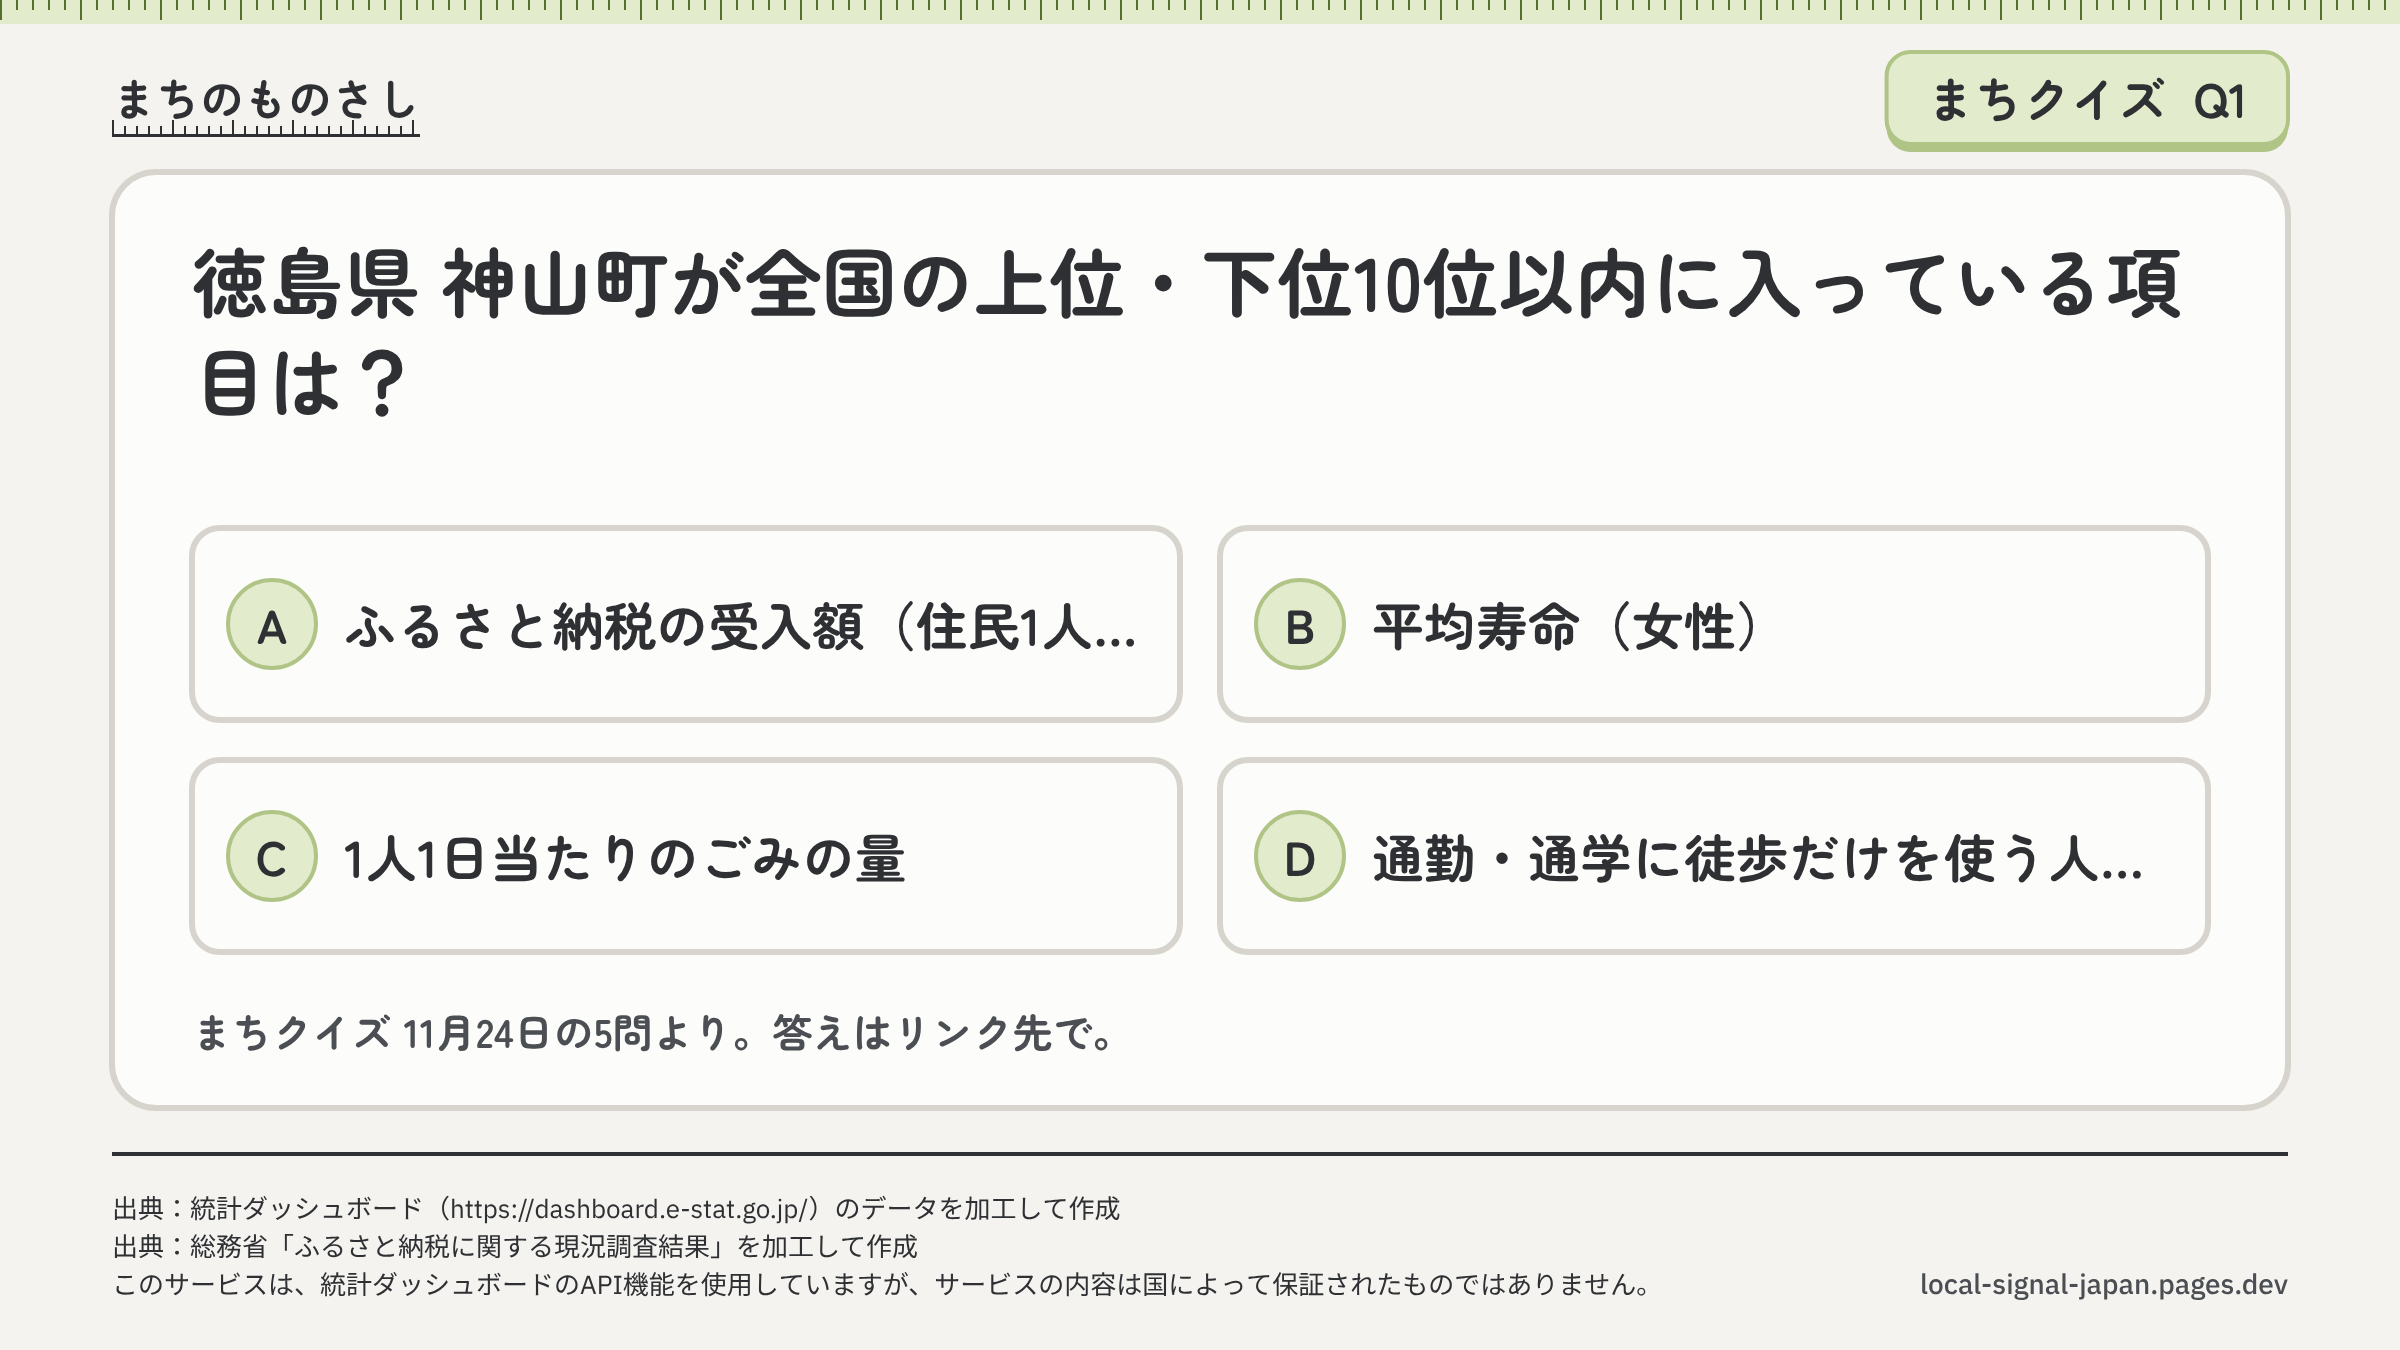 まちのものさし
まちクイズ Q1
徳島県 神山町が全国の上位・下位10位以内に入っている項
目は？
A ふるさと納税の受入額（住民1人…
B 平均寿命（女性）
C 1人1日当たりのごみの量
D 通勤・通学に徒歩だけを使う人…
まちクイズ 11月24日の5問より。答えはリンク先で。
出典：統計ダッシュボード（https://dashboard.e-stat.go.jp/）のデータを加工して作成
出典：総務省「ふるさと納税に関する現況調査結果」を加工して作成
このサービスは、統計ダッシュボードのAPI機能を使用していますが、サービスの内容は国によって保証されたものではありません。
local-signal-japan.pages.dev